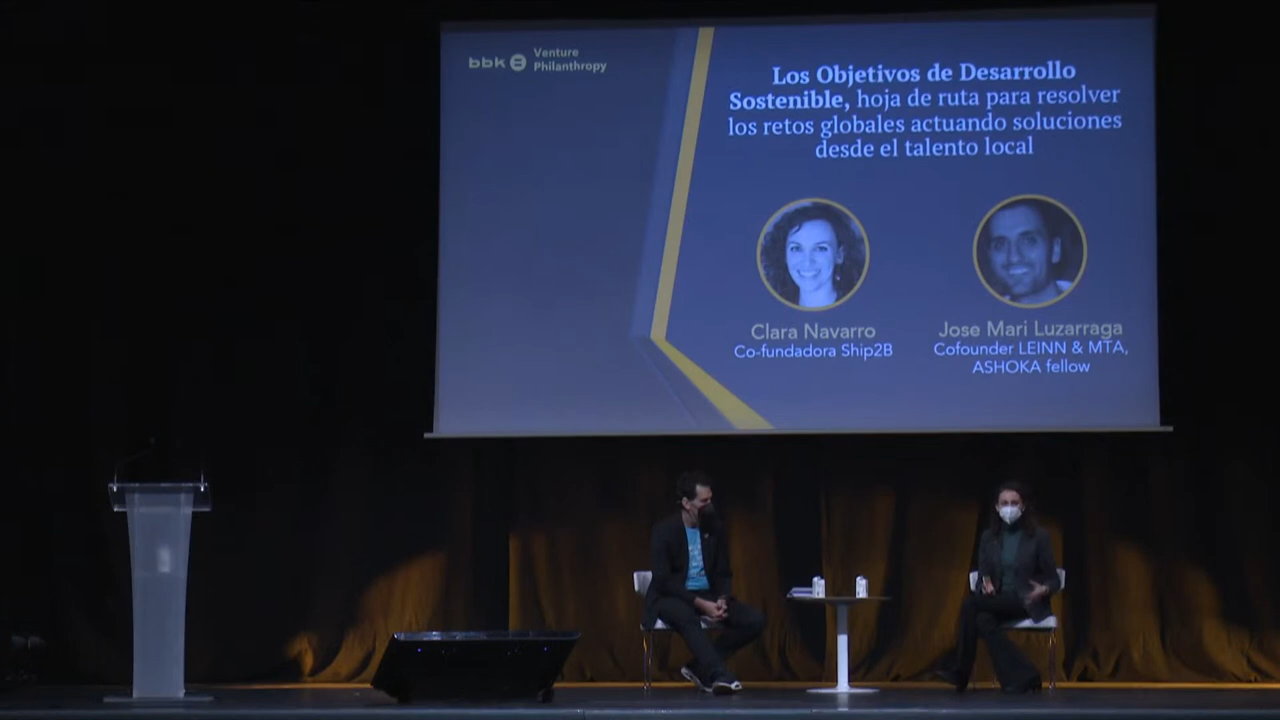 bbk Venture
Philanthropy
Los Objetivos de Desarrollo
Sostenible, hoja de ruta para resolver
los retos globales actuando soluciones
desde el talento local
Clara Navarro
Co-fundadora Ship2B
Jose Mari Luzarraga
Cofounder LEINN & MTA,
ASHOKA fellow